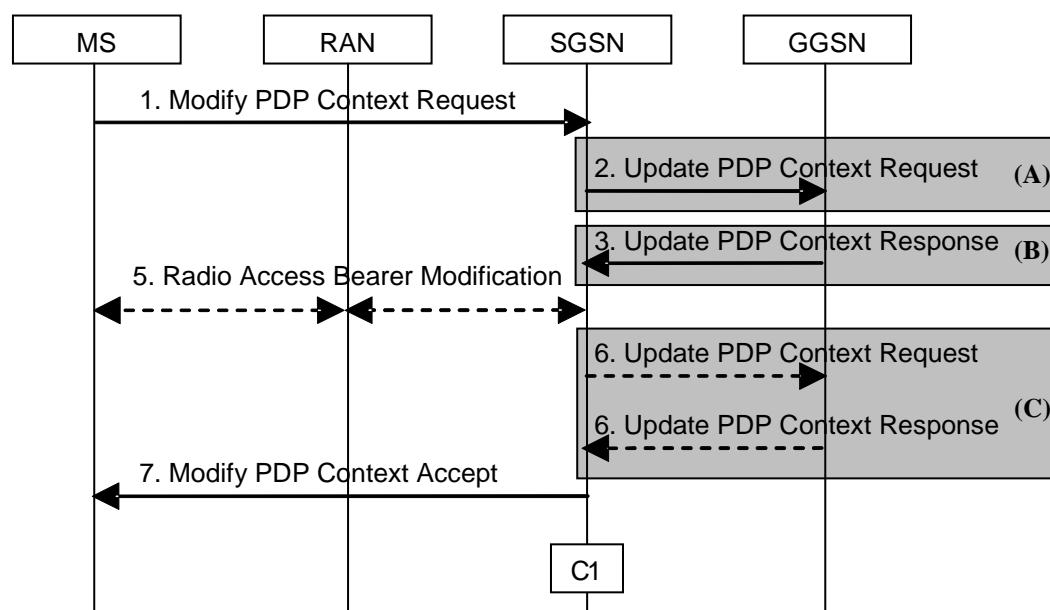 MS
RAN
SGSN
GGSN
1. Modify PDP Context Request
2. Update PDP Context Request
(A)
3. Update PDP Context Response
(B)
5. Radio Access Bearer Modification
6. Update PDP Context Request
(C)
6. Update PDP Context Response
7. Modify PDP Context Accept
C1